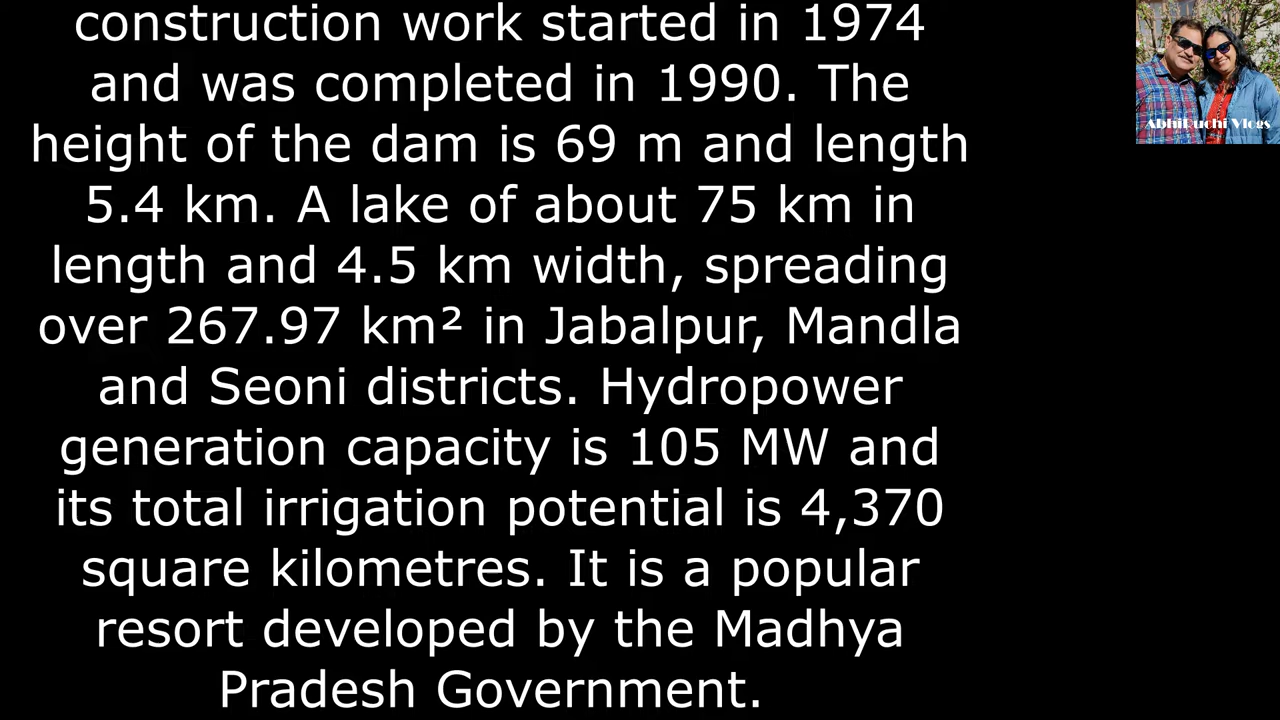 construction work started in 1974
and was completed in 1990. The
height of the dam is 69 m and length
5.4 km. A lake of about 75 km in
length and 4.5 km width, spreading
over 267.97 km² in Jabalpur, Mandla
and Seoni districts. Hydropower
generation capacity is 105 MW and
its total irrigation potential is 4,370
square kilometres. It is a popular
resort developed by the Madhya
Pradesh Government.
AbhiRuchi Vlogs